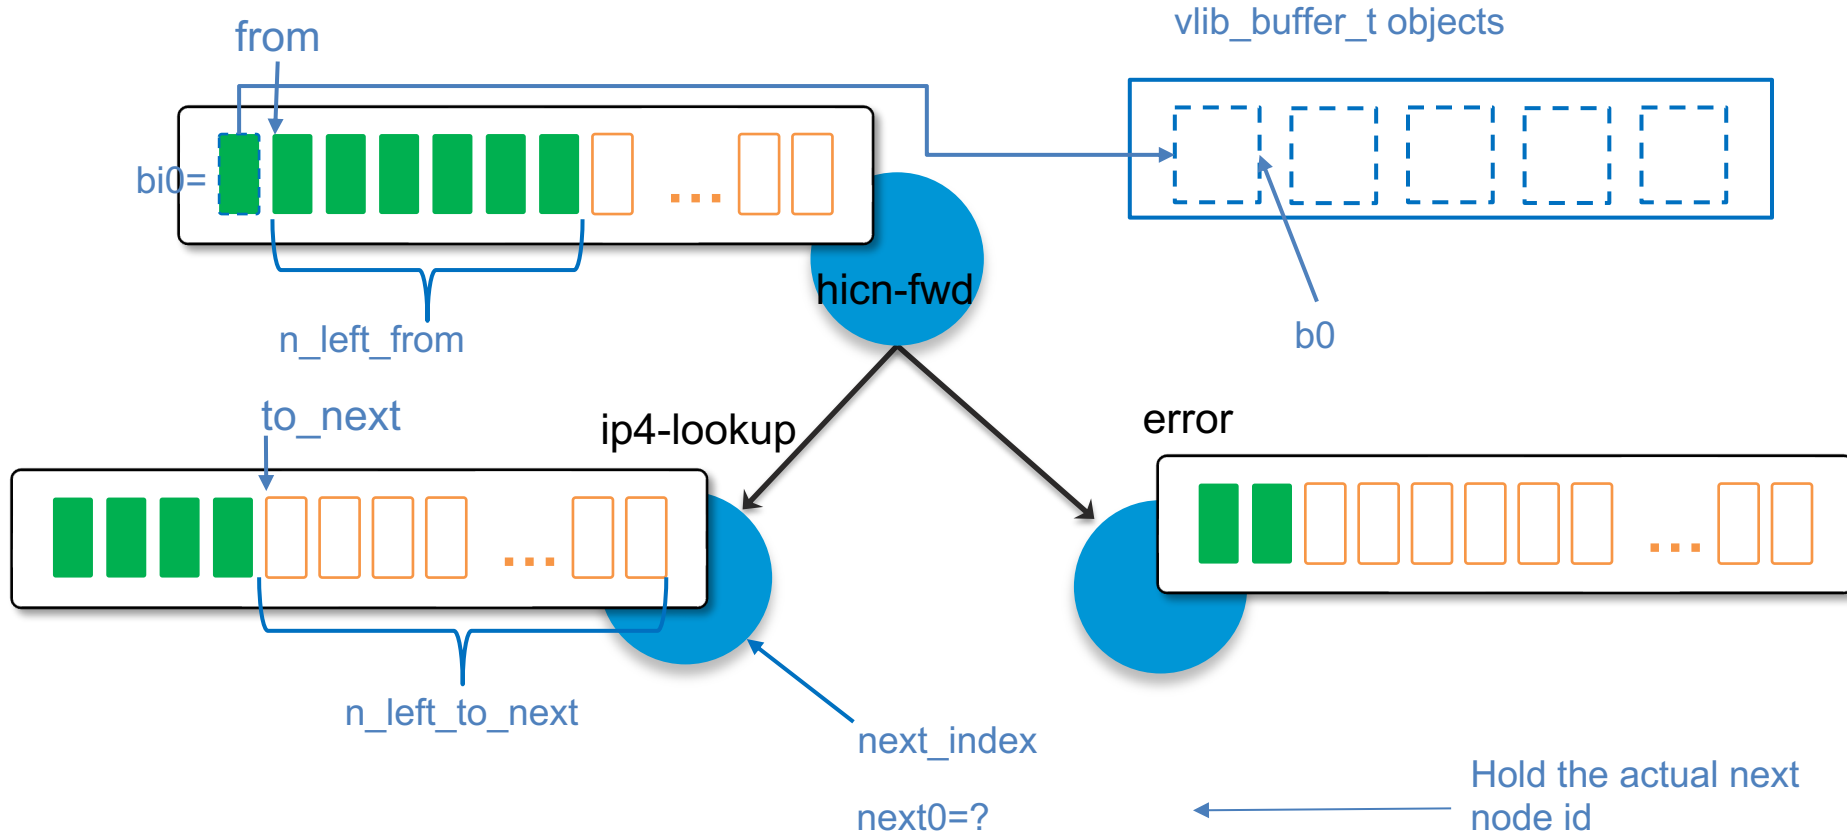 from
vlib_buffer_t objects
bi0=
...
hicn-fwd
n_left_from
b0
to_next
ip4-lookup
error
...
...
n_left_to_next
next_index
Hold the actual next
node id
next0=?